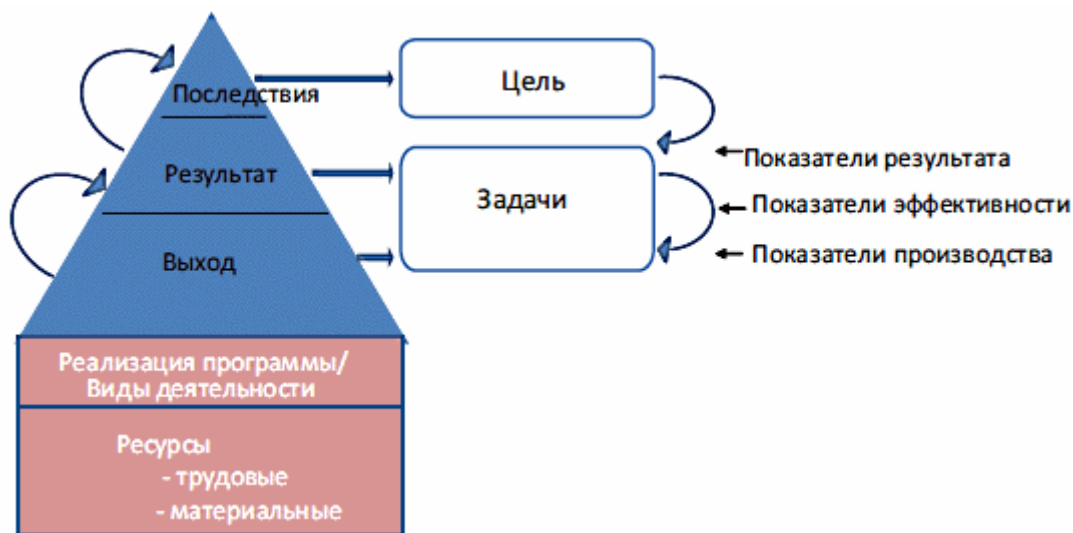 Последствия
Цель
Показатели результата
Результат
Задачи
Показатели эффективности
Выход
Показатели производства
Реализация программы/
Виды деятельности
Ресурсы
- трудовые
- материальные